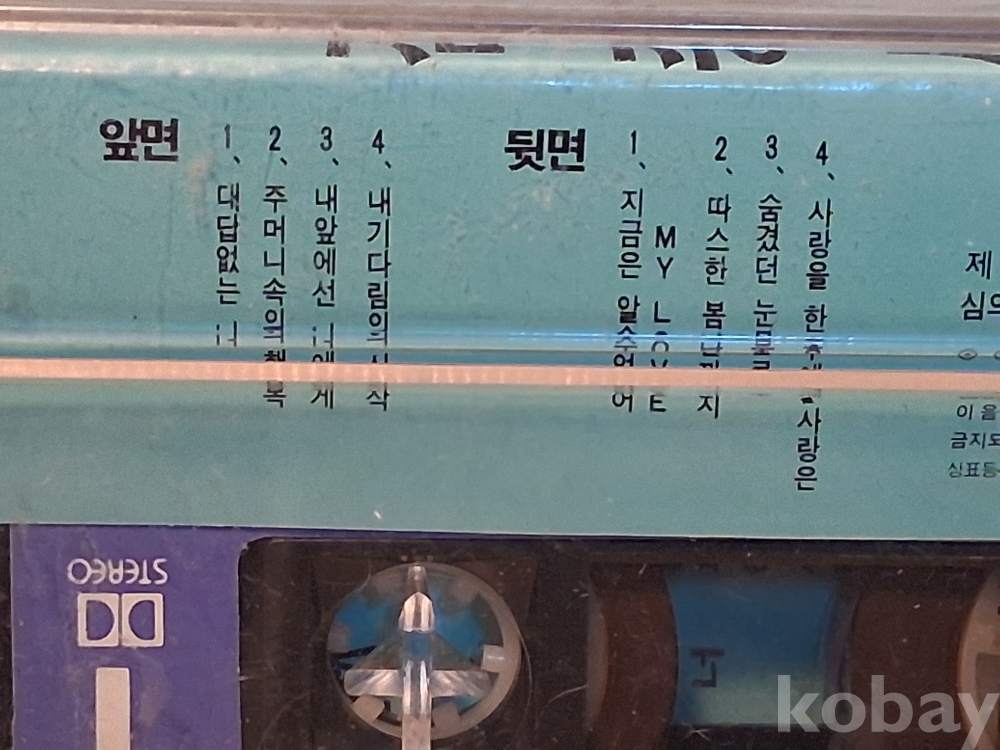 앞면
1、대답없는 너
2、주머니속의 행복
3、내앞에선 너에게
4、내기다림의 시작
뒷면
1、지금은 알수없어
MY LOVE
2、따스한 봄날까지
3、숨겼던 눈물로
4、사랑을 한후에 사랑은
제
심의
이 음
금지되
상표등
STEREO
kobay